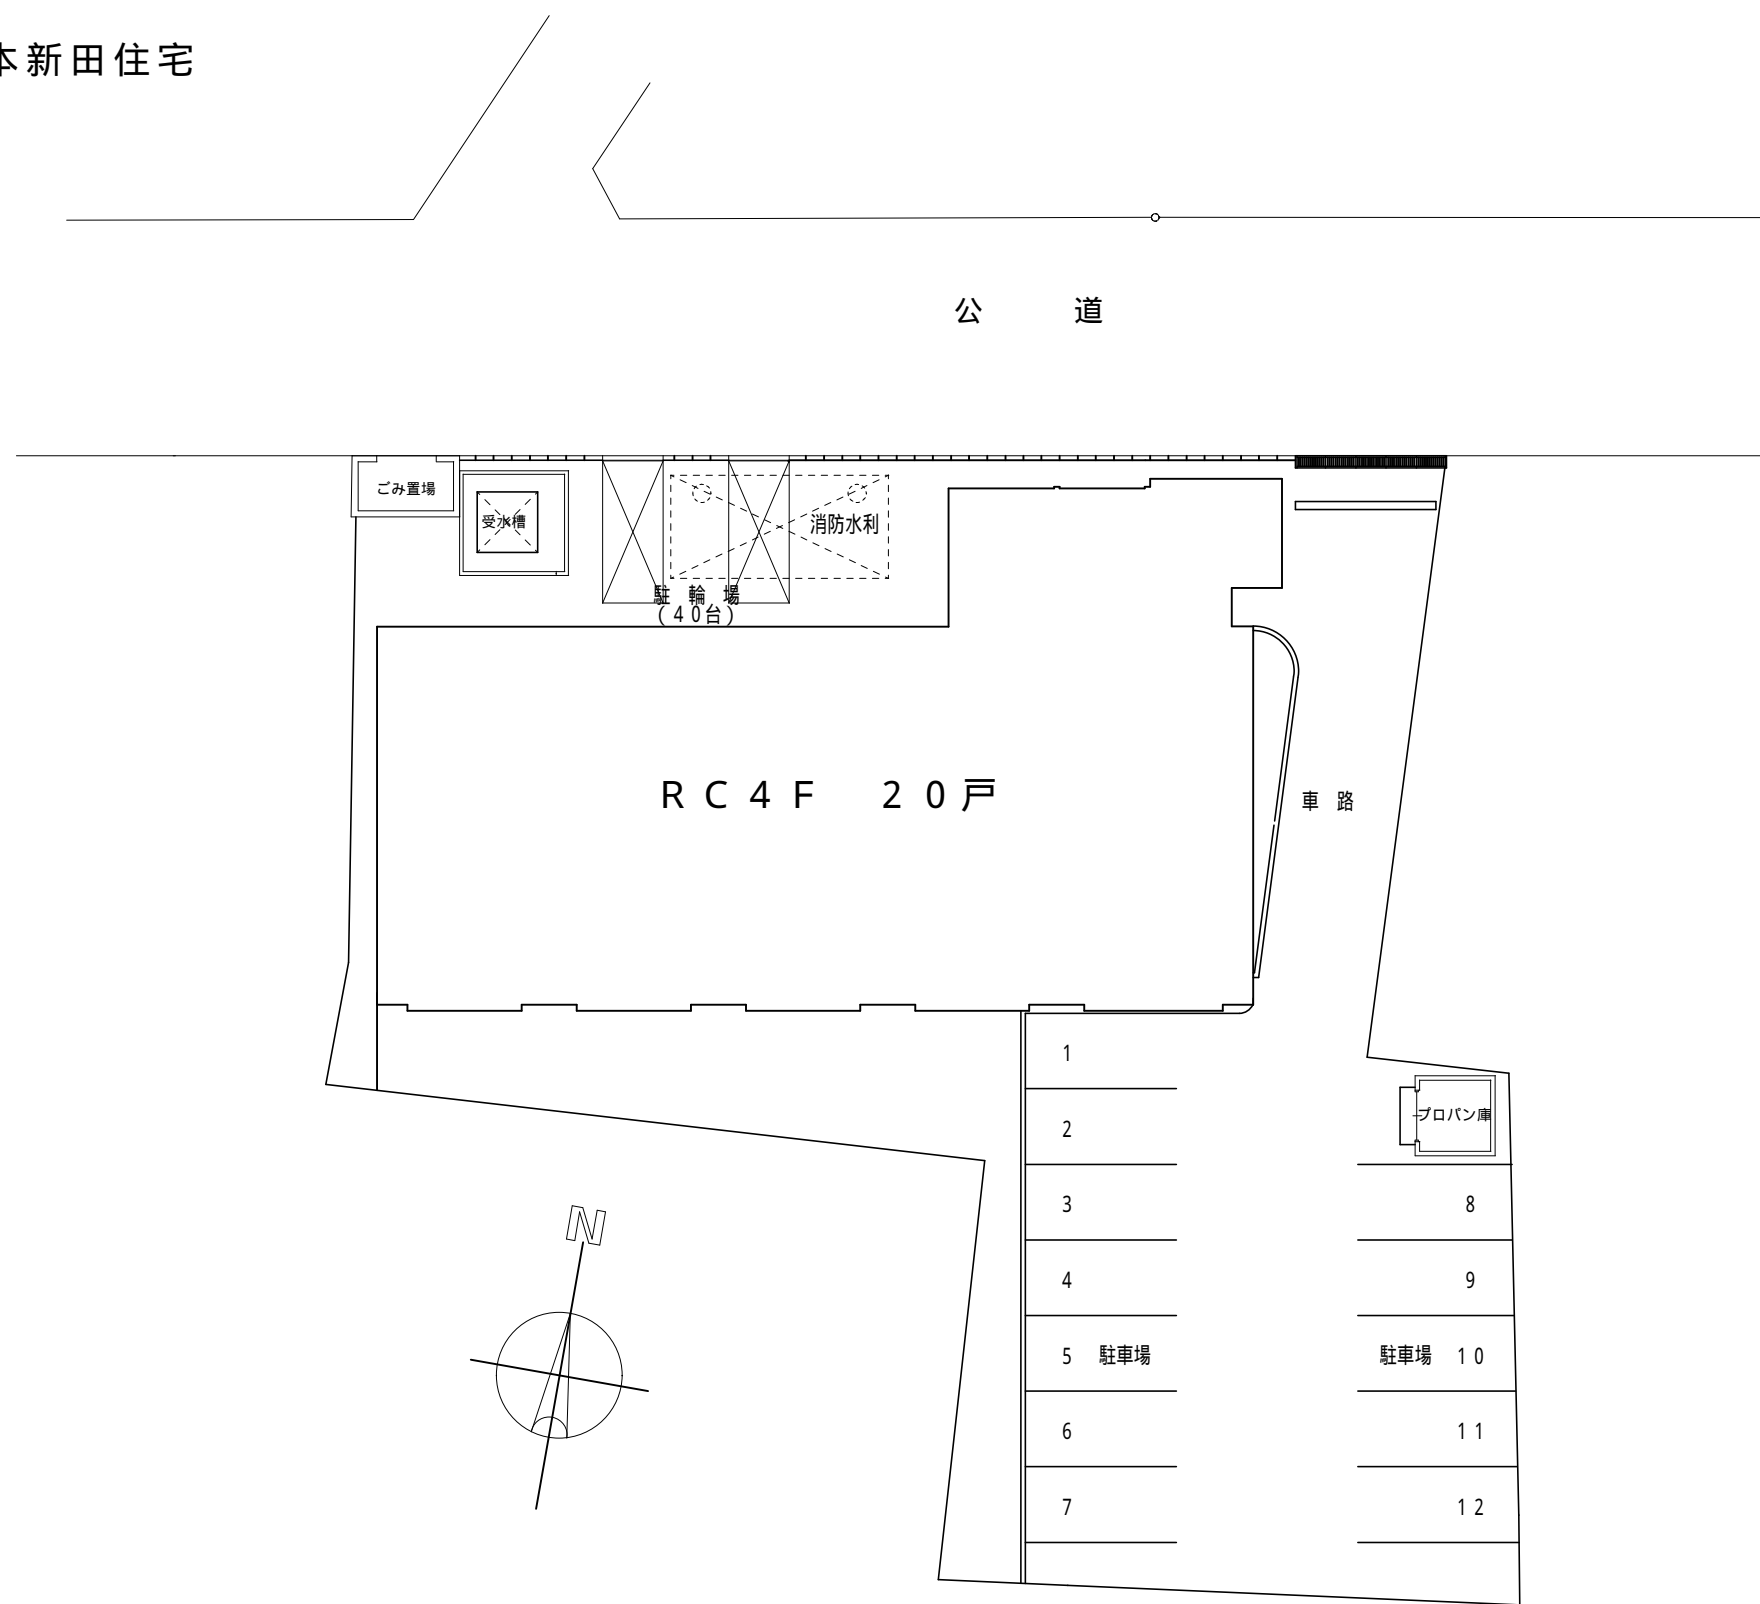 本新田住宅
公　道
ごみ置場
受水槽
消防水利
駐　輪　場
(４０台)
ＲＣ４Ｆ　２０戸
車　路
1
2
プロパン庫
3
8
4
9
5　駐車場
駐車場　１０
6
１１
7
１２
N